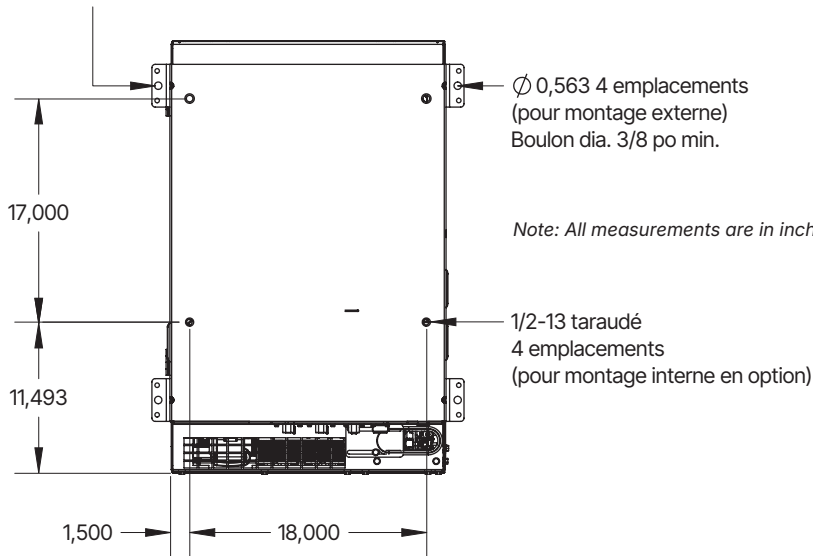 Ø 0,563 4 emplacements
(pour montage externe)
Boulon dia. 3/8 po min.
17,000
Note: All measurements are in inch
1/2-13 taraudé
4 emplacements
(pour montage interne en option)
11,493
1,500
18,000